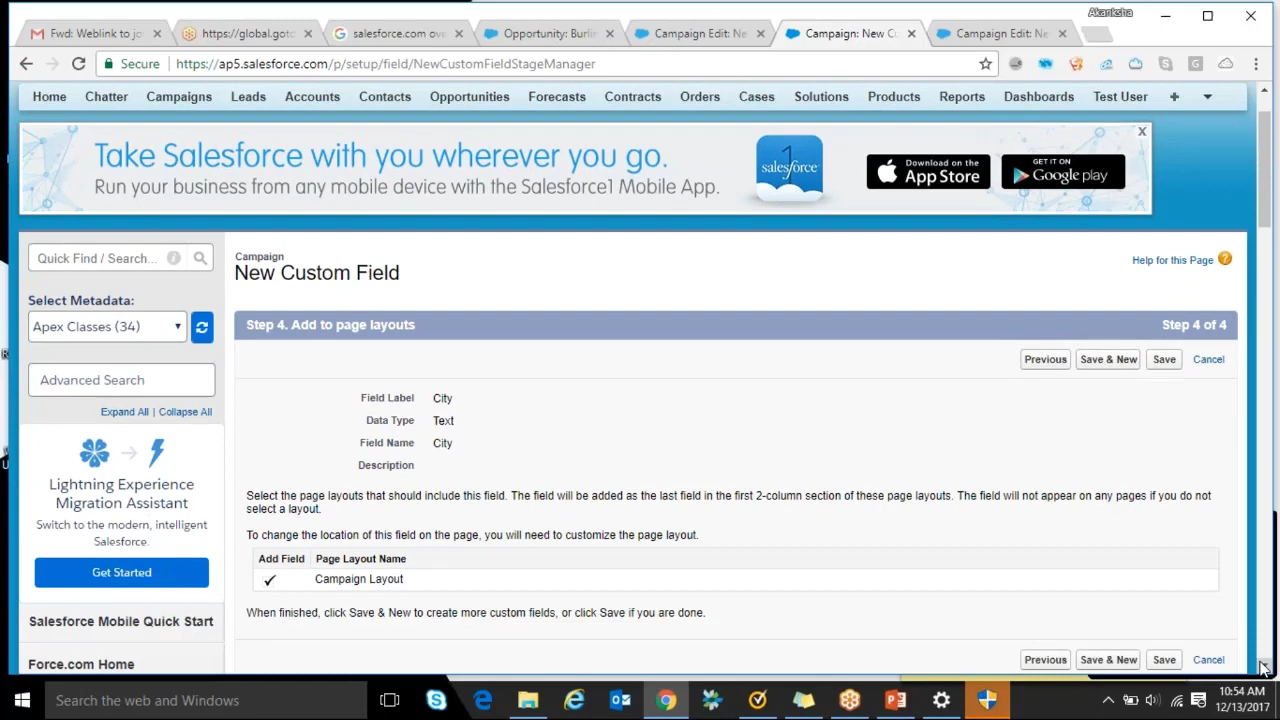 Akanksha
Fwd: Weblink to jo
https://global.gotc
salesforce.com ove
Opportunity: Burlin
Campaign Edit: Ne
Campaign: New Cu
Campaign Edit: Ne
Secure
https://ap5.salesforce.com/p/setup/field/NewCustomFieldStageManager
Home Chatter Campaigns Leads Accounts Contacts Opportunities Forecasts Contracts Orders Cases Solutions Products Reports Dashboards Test User +
Take Salesforce with you wherever you go.
Run your business from any mobile device with the Salesforce1 Mobile App.
1
salesforce
Download on the
App Store
GET IT ON
Google play
X
Quick Find / Search...
Select Metadata:
Apex Classes (34)
Advanced Search
Expand All | Collapse All
Lightning Experience
Migration Assistant
Switch to the modern, intelligent
Salesforce.
Get Started
Salesforce Mobile Quick Start
Force.com Home
Campaign
New Custom Field
Help for this Page
Step 4. Add to page layouts
Step 4 of 4
Previous Save & New Save Cancel
Field Label City
Data Type Text
Field Name City
Description
Select the page layouts that should include this field. The field will be added as the last field in the first 2-column section of these page layouts. The field will not appear on any pages if you do not
select a layout.
To change the location of this field on the page, you will need to customize the page layout.
Add Field Page Layout Name
Campaign Layout
When finished, click Save & New to create more custom fields, or click Save if you are done.
Previous Save & New Save Cancel
Search the web and Windows
10:54 AM
12/13/2017